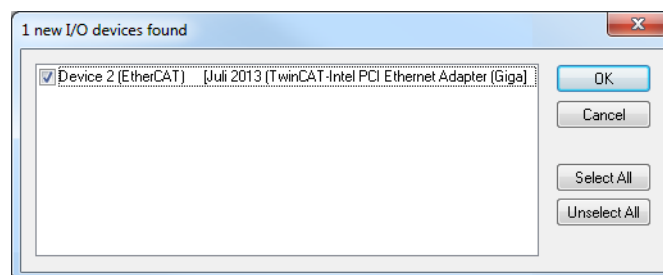 1 new I/O devices found
Device 2 (EtherCAT) [Juli 2013 (TwinCAT-Intel PCI Ethernet Adapter (Giga]
OK
Cancel
Select All
Unselect All